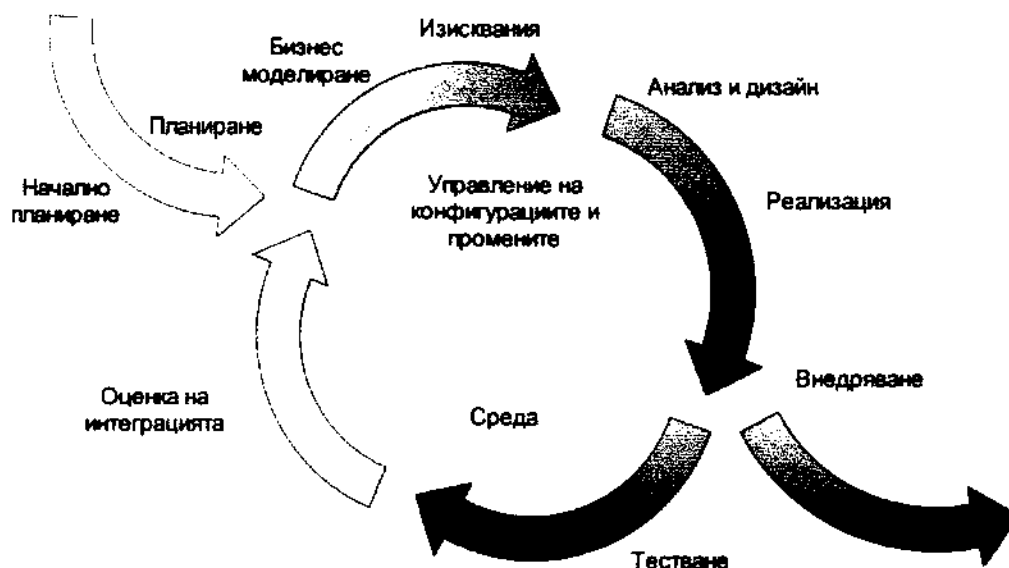 Изисквания
Бизнес
моделиране
Анализ и дизайн
Планиране
Начално
планиране
Управление на
конфигурациите и
промените
Реализация
Внедряване
Оценка на
интеграцията
Среда
Тестване